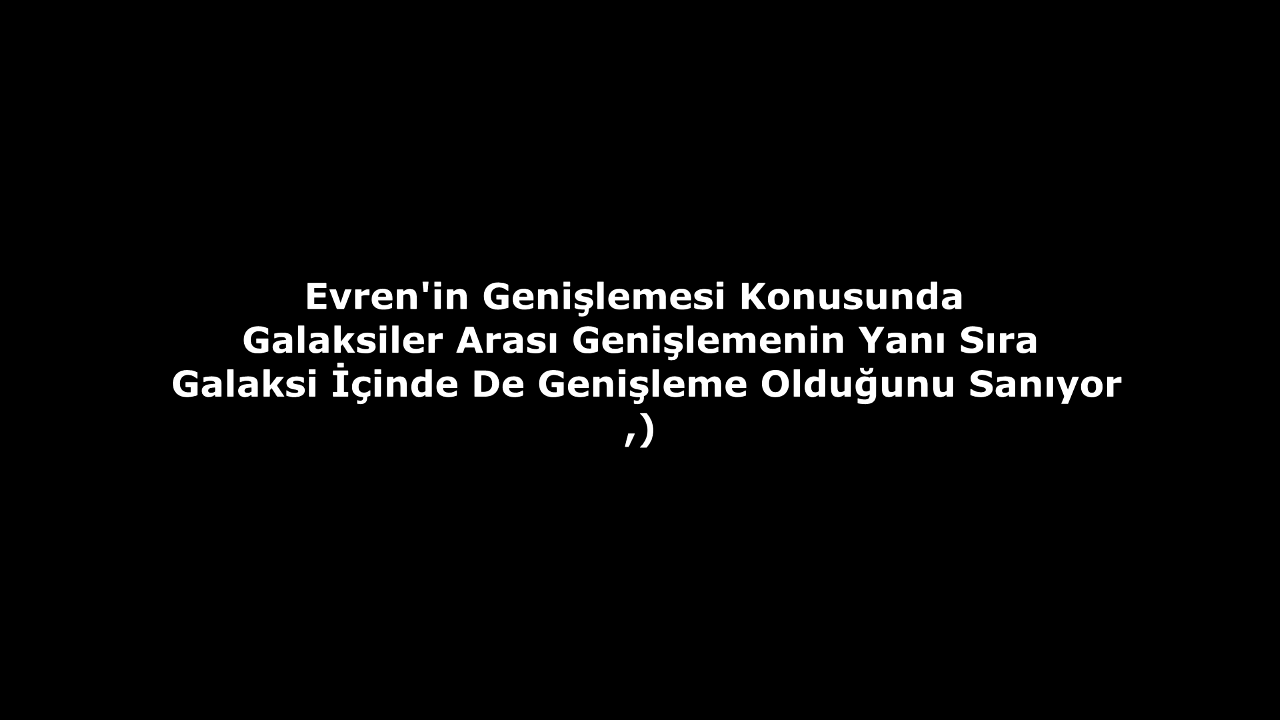 Evren'in Genişlemesi Konusunda
Galaksiler Arası Genişlemenin Yanı Sıra
Galaksi İçinde De Genişleme Olduğunu Sanıyor
,)